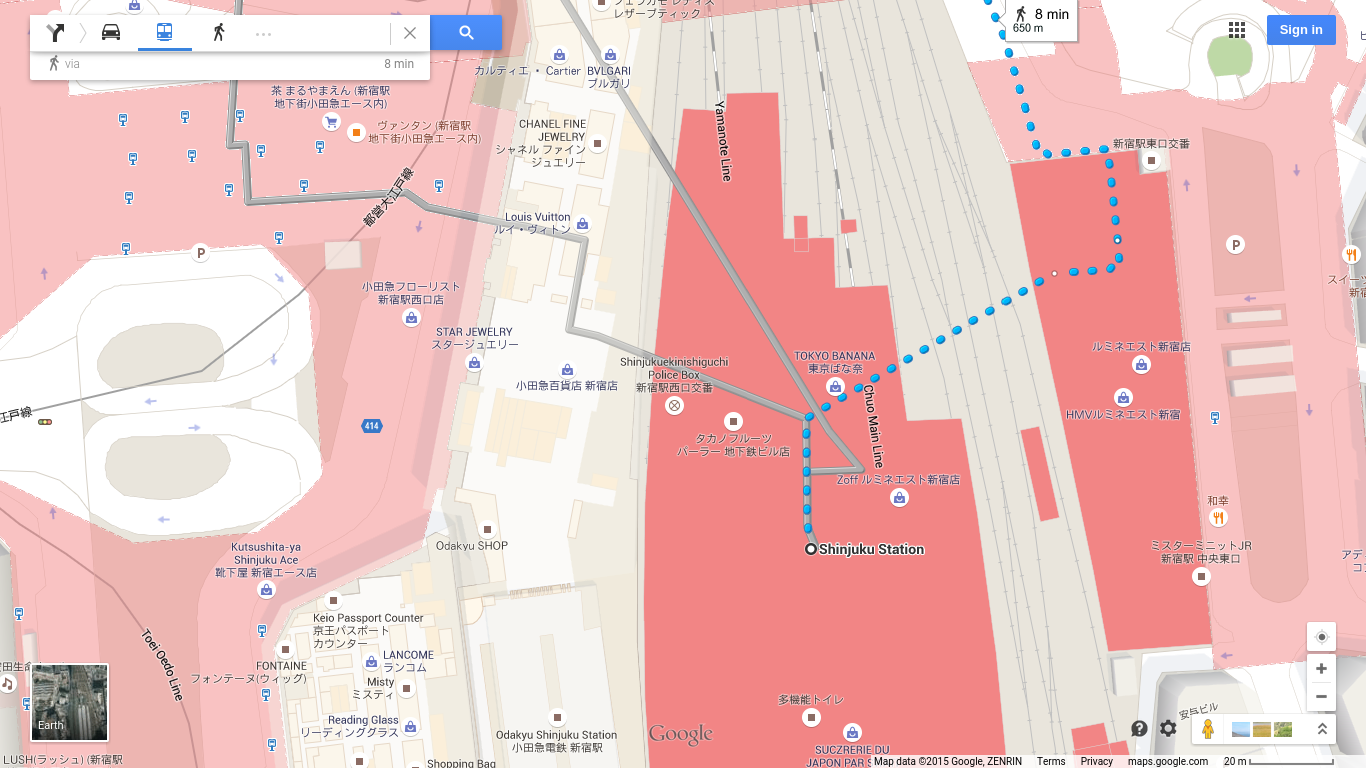 フェラガモ レディス
レザーブティック
8 min
650 m
Sign in
via
8 min
カルティエ ・ Cartier
BVLGARI
ブルガリ
茶 まるやまえん (新宿駅
地下街小田急エース内)
ヴァンタン (新宿駅
地下街小田急エース内)
CHANEL FINE
JEWELRY
シャネル ファイン
ジュエリー
Yamanote Line
新宿駅東口交番
都営大江戸線
Louis Vuitton
ルイ・ヴィトン
P
P
小田急フローリスト
新宿駅西口店
STAR JEWELRY
スタージュエリー
Shinjukuekinishiguchi
Police Box
新宿駅西口交番
TOKYO BANANA
東京ばな奈
ルミネエスト新宿店
小田急百貨店 新宿店
HMVルミネエスト新宿
江戸線
414
Chuo Main Line
タカノフルーツ
パーラー 地下鉄ビル店
Zoff ルミネエスト新宿店
和幸
Shinjuku Station
Odakyu SHOP
ミスターミニットJR
新宿駅 中央東口
Kutsushita-ya
Shinjuku Ace
靴下屋 新宿エース店
Keio Passport Counter
京王パスポート
カウンター
Toei Oedo Line
FONTAINE
フォンテーヌ(ウィッグ)
LANCOME
ランコム
Misty
ミスティ
Earth
Reading Glass
リーディンググラス
多機能トイレ
安与ビル
Odakyu Shinjuku Station
小田急電鉄 新宿駅
Google
SUCZRERIE DU
JAPON PAR S
LUSH(ラッシュ) (新宿駅
Shopping Bag
Map data ©2015 Google, ZENRIN
Terms
Privacy
maps.google.com
20 m